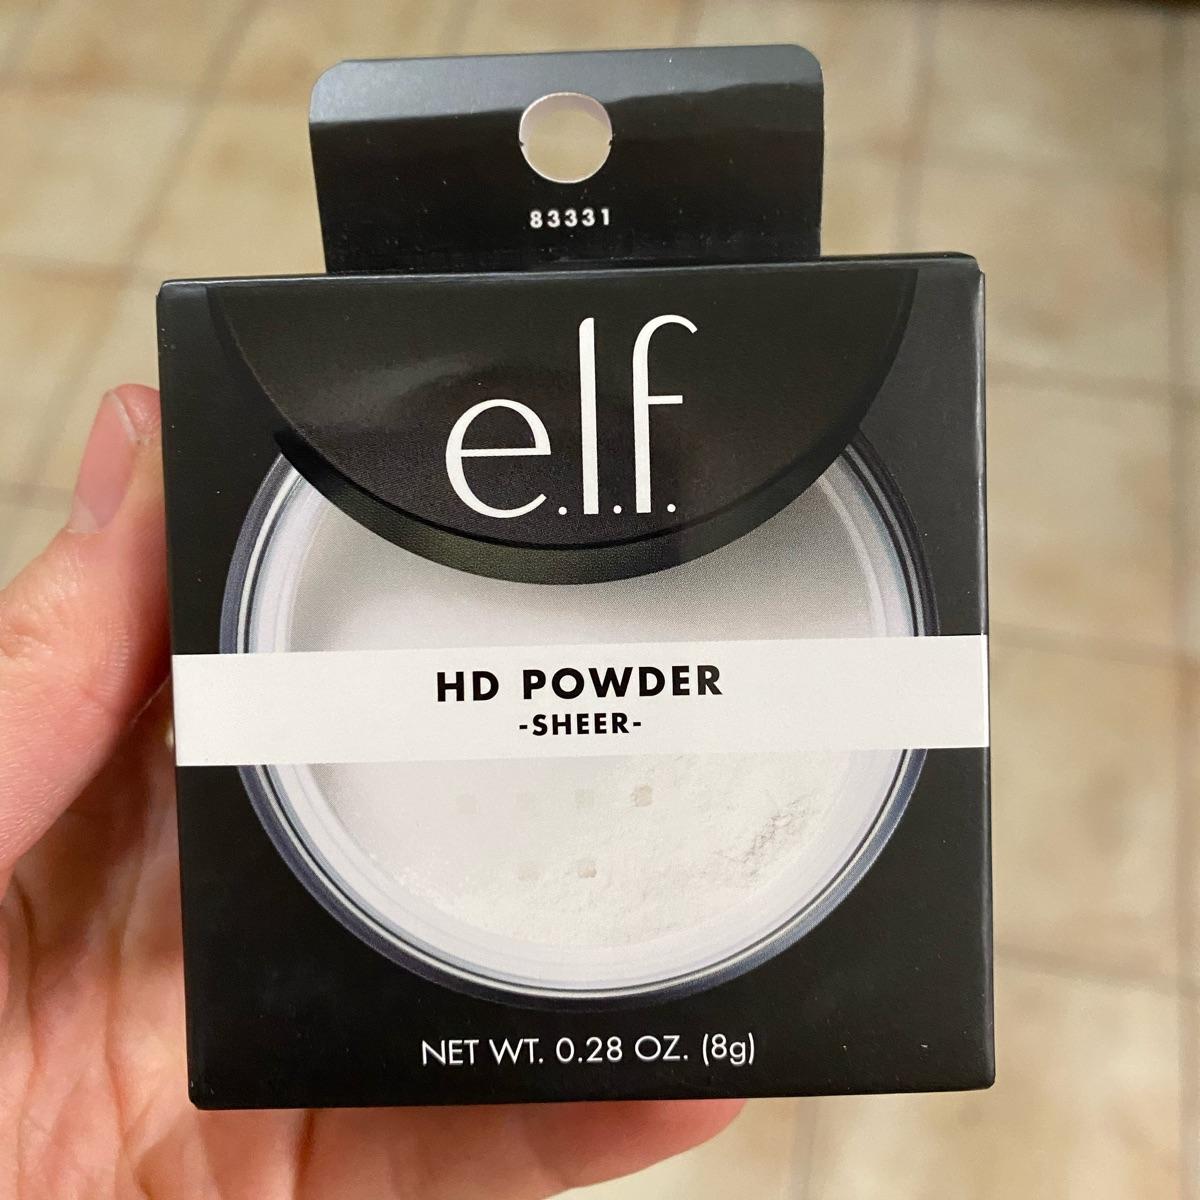 83331
e.l.f.
HD POWDER
-SHEER-
NET WT. 0.28 OZ. (8g)